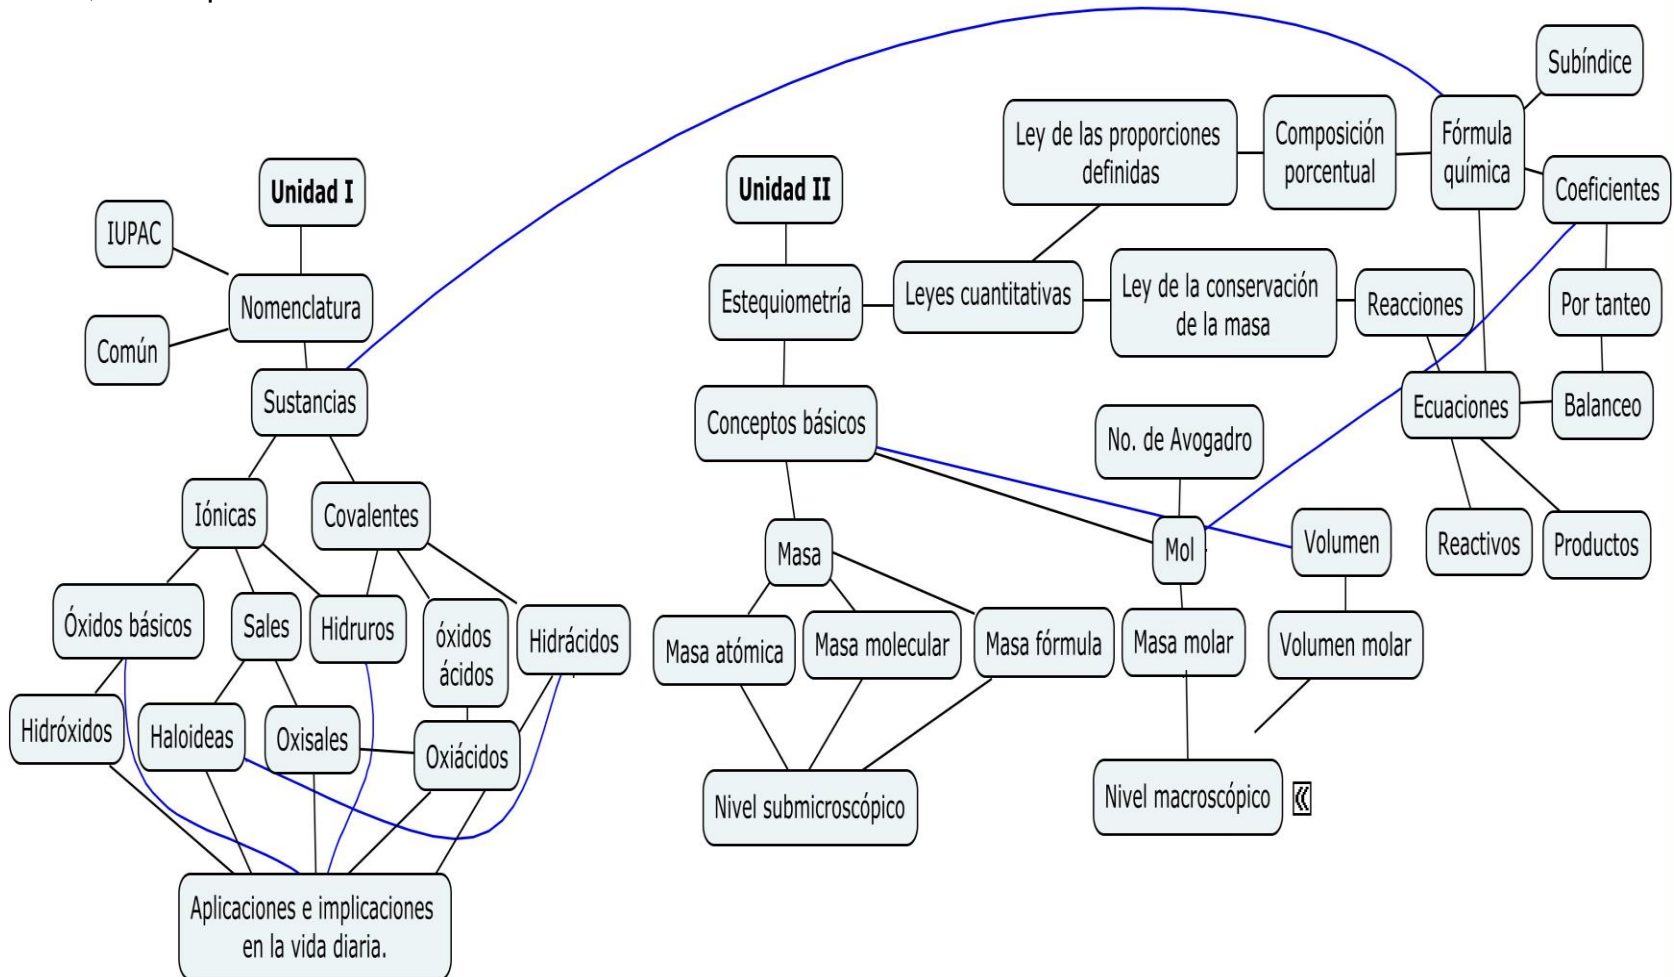 Unidad I
IUPAC
Nomenclatura
Común
Sustancias
Iónicas
Covalentes
Óxidos básicos
Sales
Hidruros
óxidos
ácidos
Hidrácidos
Hidróxidos
Haloideas
Oxisales
Oxiácidos
Aplicaciones e implicaciones
en la vida diaria.
Unidad II
Estequiometría
Leyes cuantitativas
Ley de las proporciones
definidas
Composición
porcentual
Fórmula
química
Subíndice
Coeficientes
Ley de la conservación
de la masa
Reacciones
Por tanteo
Ecuaciones
Balanceo
Reactivos
Productos
Conceptos básicos
No. de Avogadro
Masa
Mol
Volumen
Masa atómica
Masa molecular
Masa fórmula
Masa molar
Volumen molar
Nivel submicroscópico
Nivel macroscópico